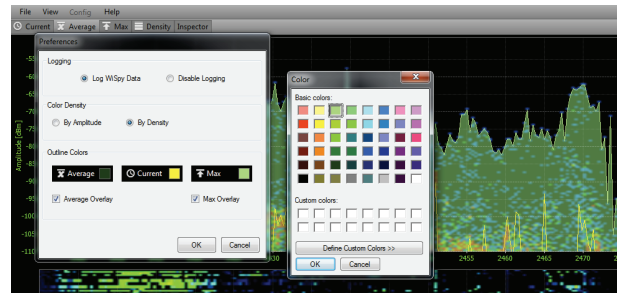 File View Config Help
Current Average Max Density Inspector
Preferences
Logging
Log WiSpy Data Disable Logging
Color Density
By Amplitude By Density
Outline Colors
Average Current Max
Average Overlay Max Overlay
OK Cancel
Color
Basic colors:
Custom colors:
Define Custom Colors >>
OK Cancel
Amplitude [dBm]
-55
-60
-65
-70
-75
-80
-85
-90
-95
-100
-105
-110
2455 2460 2465 2470